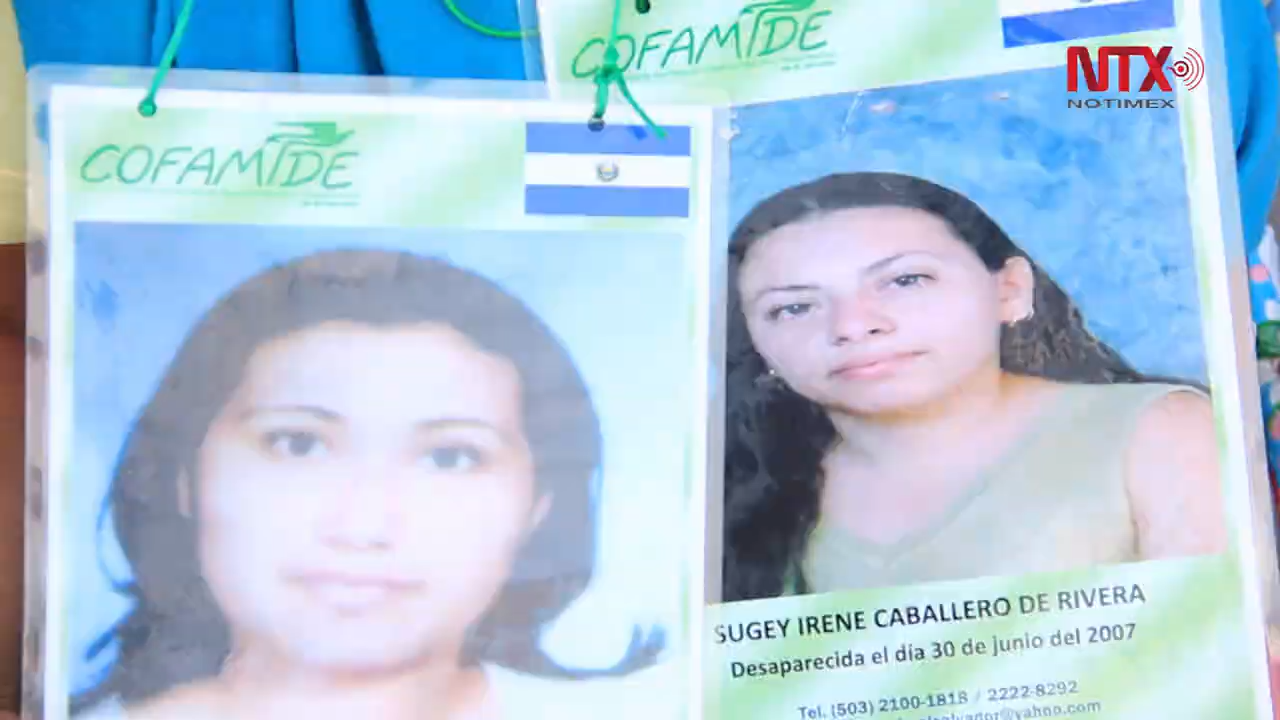 COFAMIDE
NTX
NOTIMEX
COFAMIDE
SUGEY IRENE CABALLERO DE RIVERA
Desaparecida el día 30 de junio del 2007
Tel. (503) 2100-1818 / 2222-8292